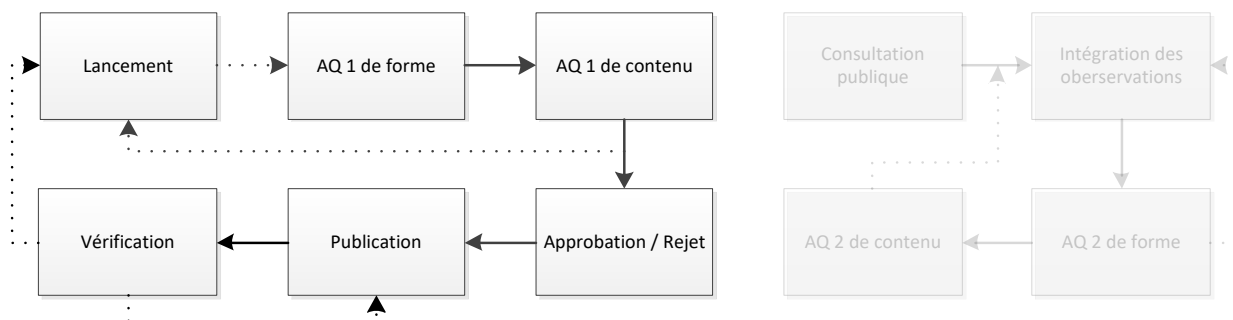 Lancement
AQ 1 de forme
AQ 1 de contenu
Consultation
publique
Intégration des
oberservations
Vérification
Publication
Approbation / Rejet
AQ 2 de contenu
AQ 2 de forme